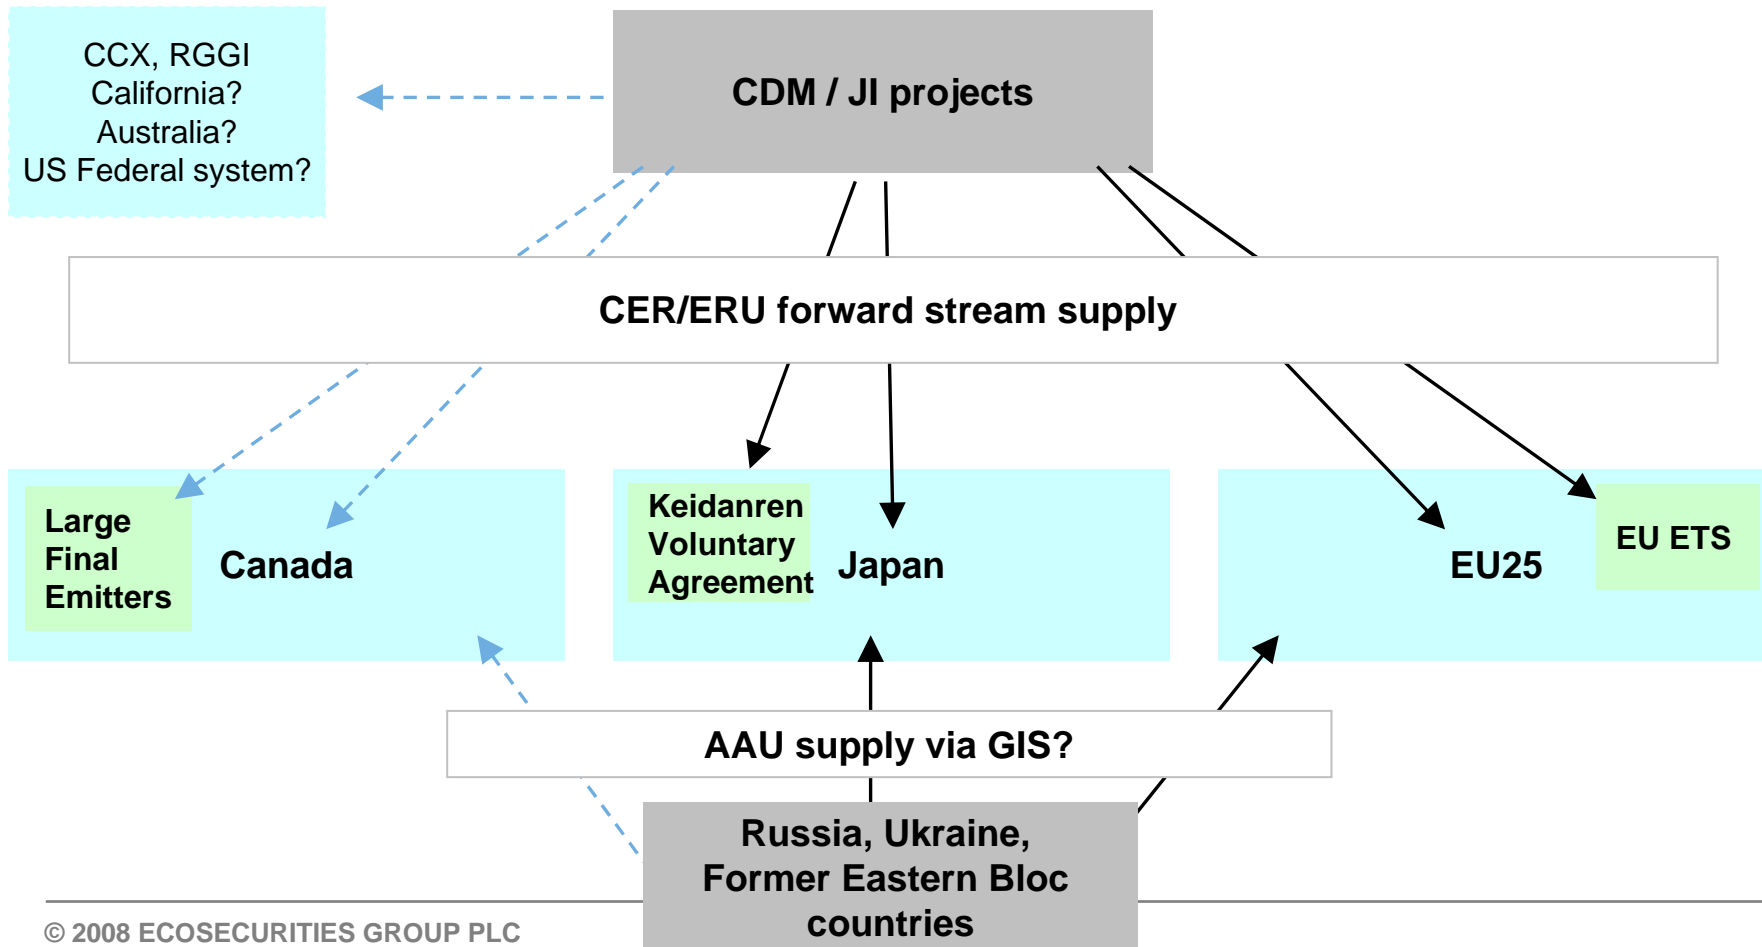 CCX, RGGI
California?
Australia?
US Federal system?
CDM / JI projects
CER/ERU forward stream supply
Large
Final
Emitters
Canada
Keidanren
Voluntary
Agreement
Japan
EU25
EU ETS
AAU supply via GIS?
Russia, Ukraine,
Former Eastern Bloc
countries
© 2008 ECOSECURITIES GROUP PLC